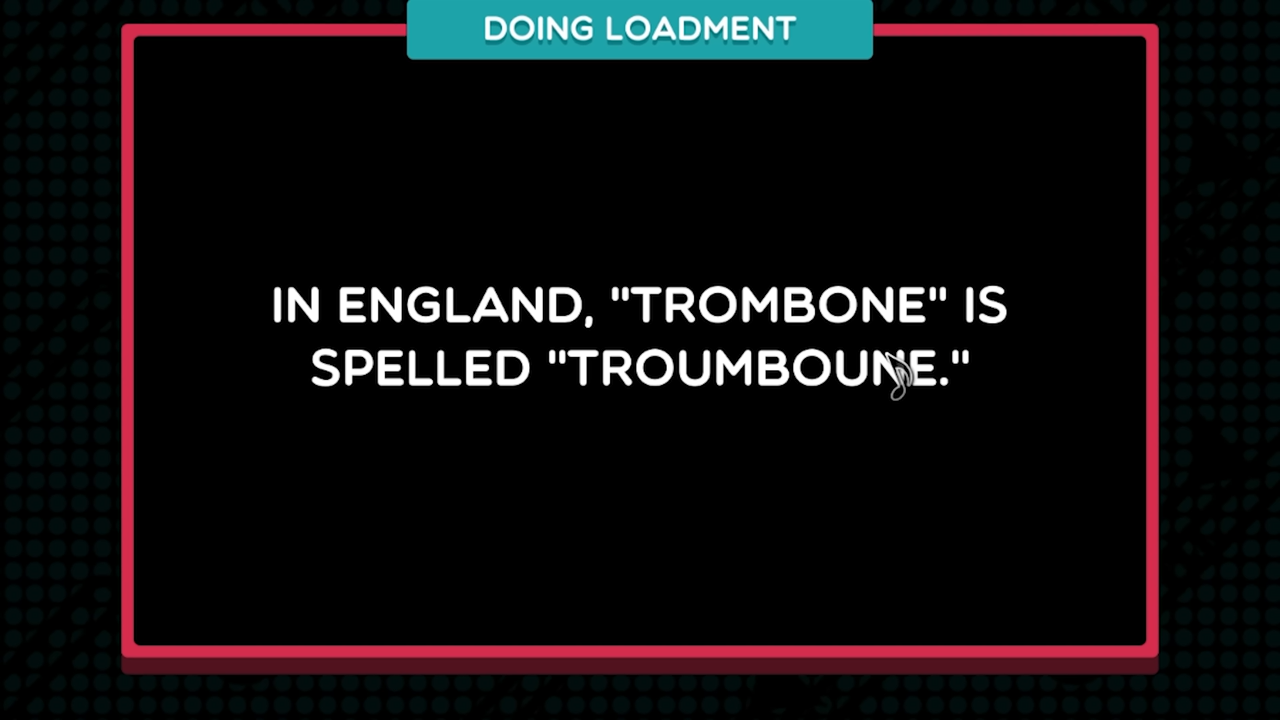 DOING LOADMENT
IN ENGLAND, "TROMBONE" IS
SPELLED "TROUMBOUNE."